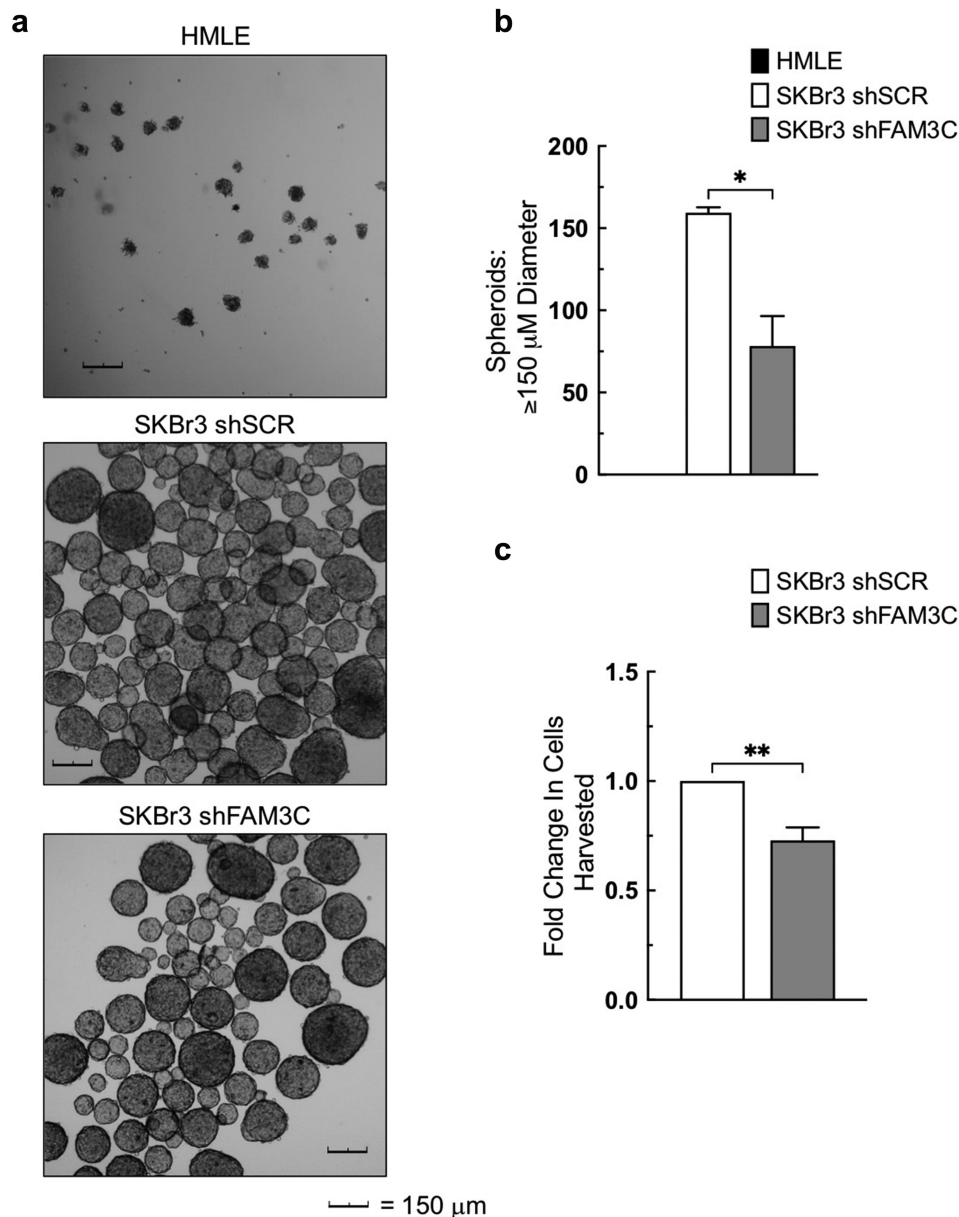 a
HMLE
SKBr3 shSCR
SKBr3 shFAM3C
= 150 μm
b
HMLE
SKBr3 shSCR
SKBr3 shFAM3C
Spheroids:
≥150 μM Diameter
200
150
100
50
0
*
c
SKBr3 shSCR
SKBr3 shFAM3C
Fold Change In Cells
Harvested
1.5
1.0
0.5
0.0
**